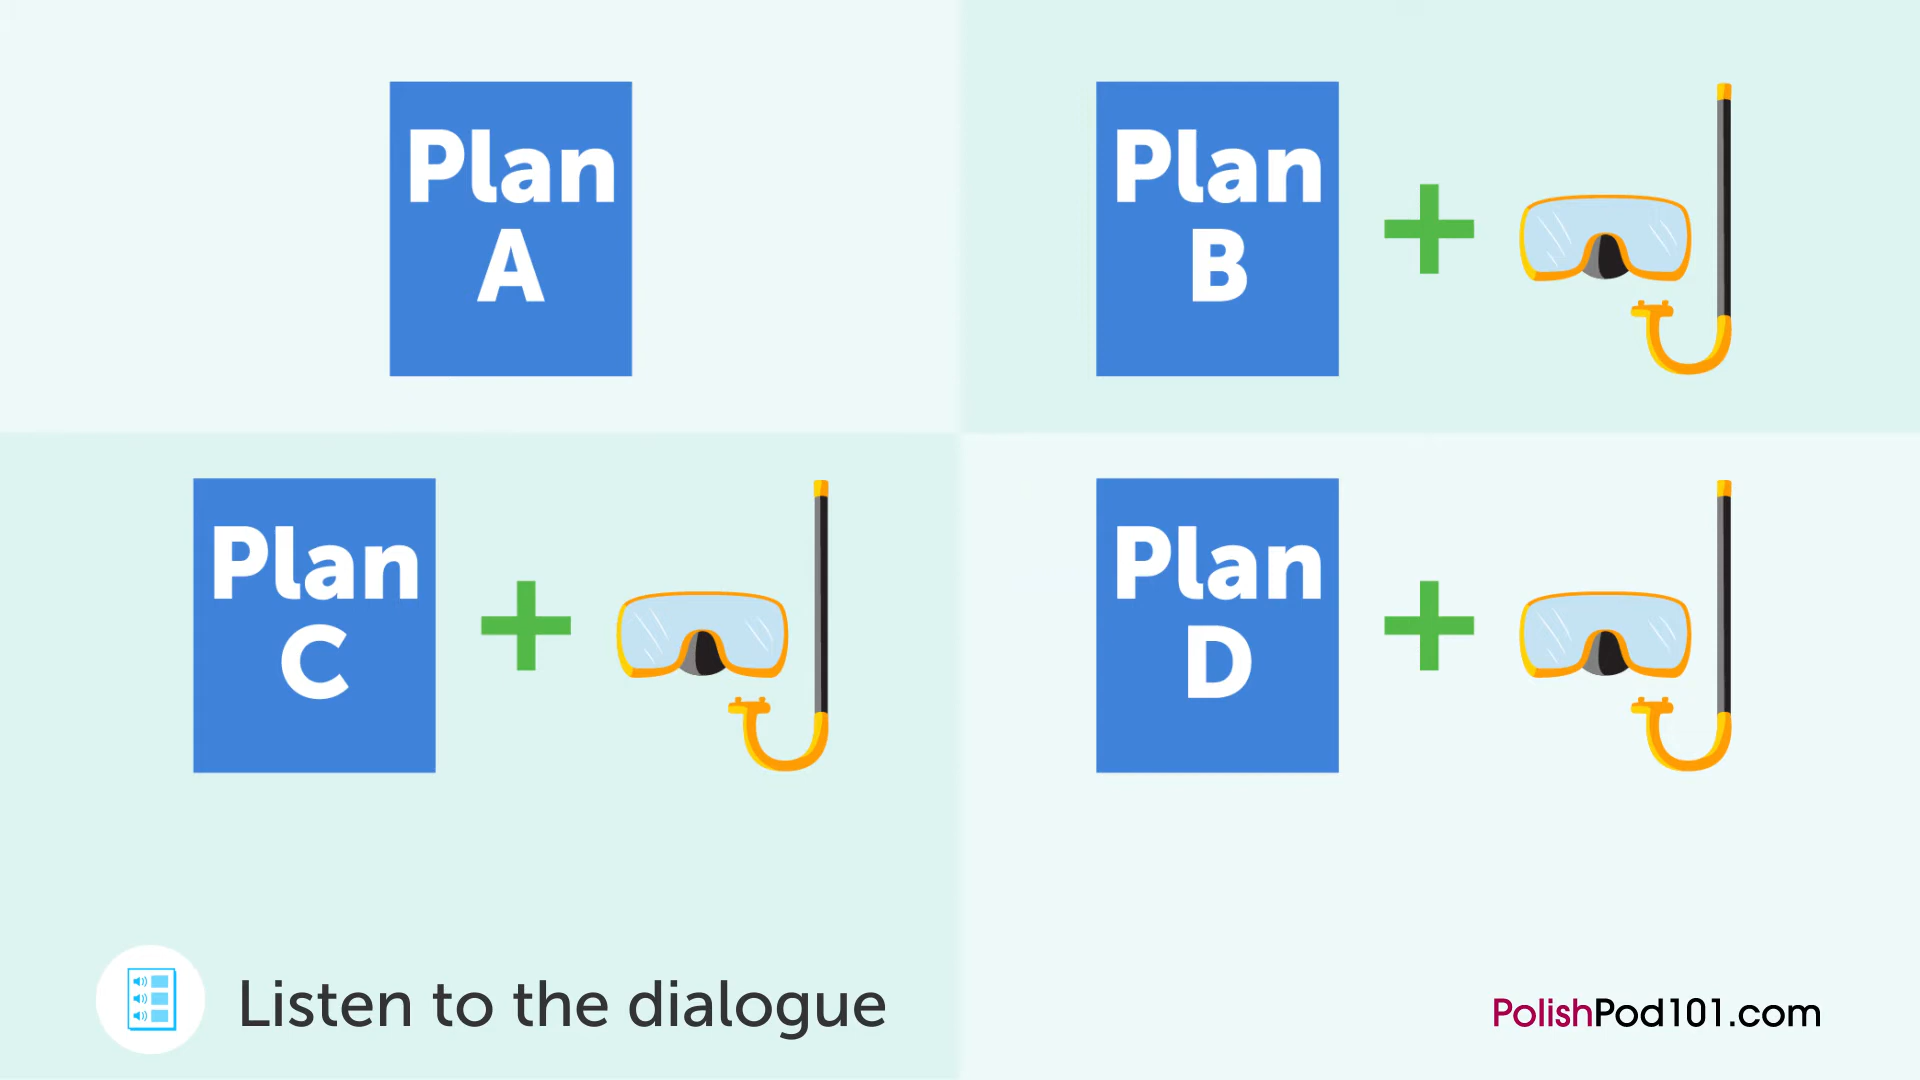 Plan
A
Plan
B
Plan
C
Plan
D
Listen to the dialogue
PolishPod101.com